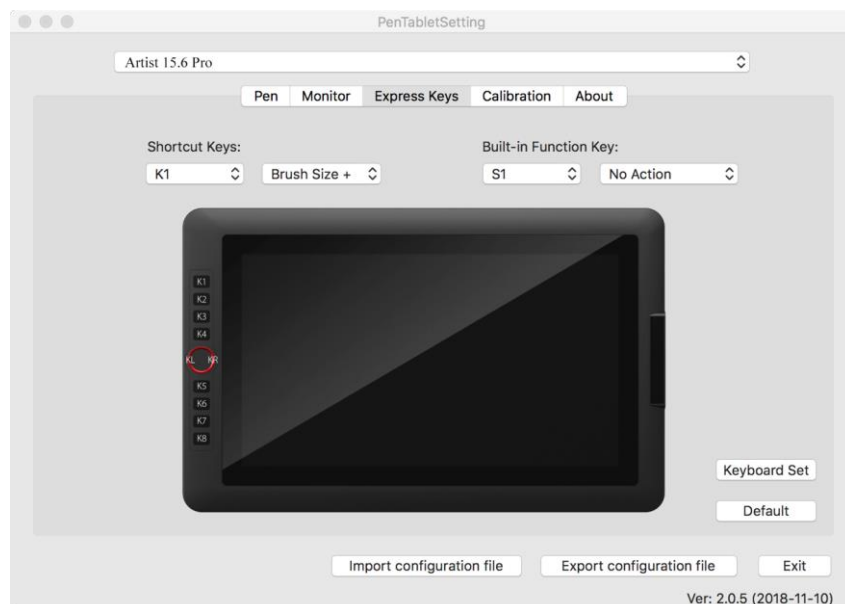 PenTabletSetting
Artist 15.6 Pro
Pen Monitor Express Keys Calibration About
Shortcut Keys: Built-in Function Key:
K1 Brush Size + S1 No Action
K1
K2
K3
K4
KL KR
K5
K6
K7
K8
Keyboard Set
Default
Import configuration file Export configuration file Exit
Ver: 2.0.5 (2018-11-10)